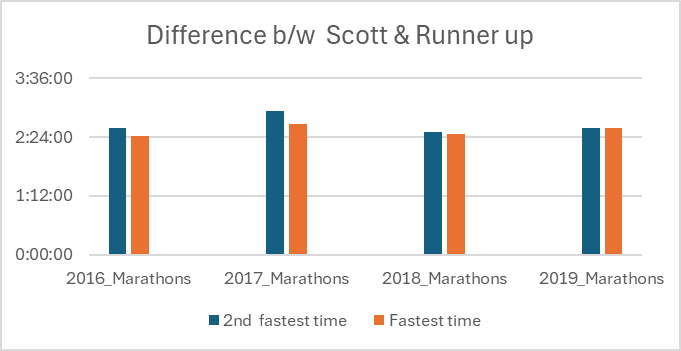 Difference b/w  Scott & Runner up
3:36:00
2:24:00
1:12:00
0:00:00
2016_Marathons 2017_Marathons 2018_Marathons 2019_Marathons
2nd  fastest time Fastest time